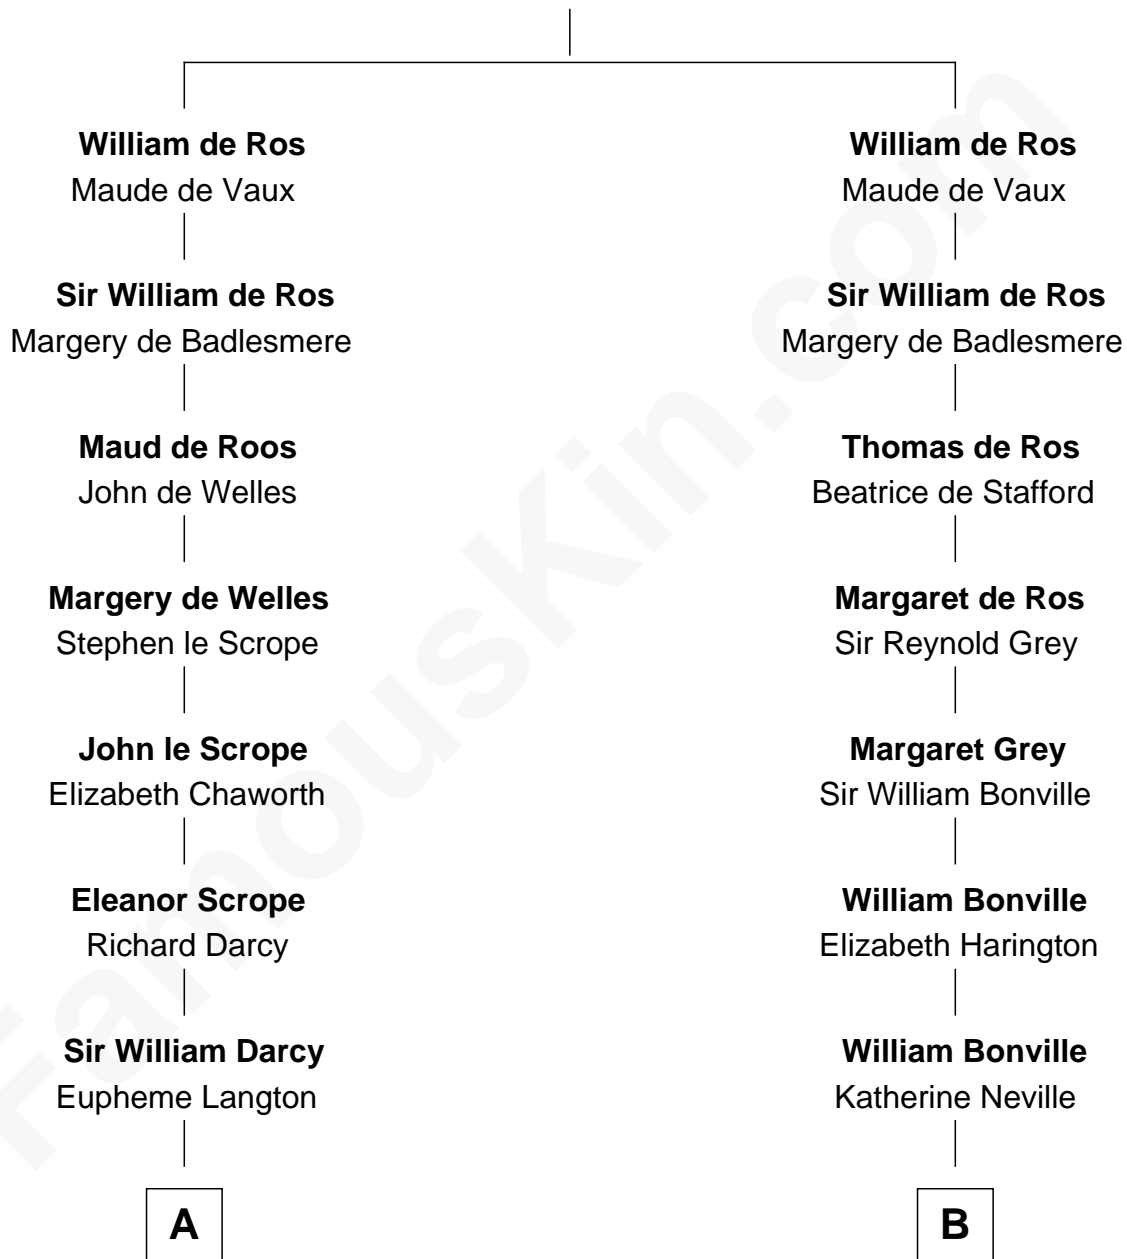 William de Ros
Maude de Vaux
Sir William de Ros
Margery de Badlesmere
Maud de Roos
John de Welles
Margery de Welles
Stephen le Scrope
John le Scrope
Elizabeth Chaworth
Eleanor Scrope
Richard Darcy
Sir William Darcy
Eupheme Langton
A
William de Ros
Maude de Vaux
Sir William de Ros
Margery de Badlesmere
Thomas de Ros
Beatrice de Stafford
Margaret de Ros
Sir Reynold Grey
Margaret Grey
Sir William Bonville
William Bonville
Elizabeth Harington
William Bonville
Katherine Neville
B
FamousKin.com